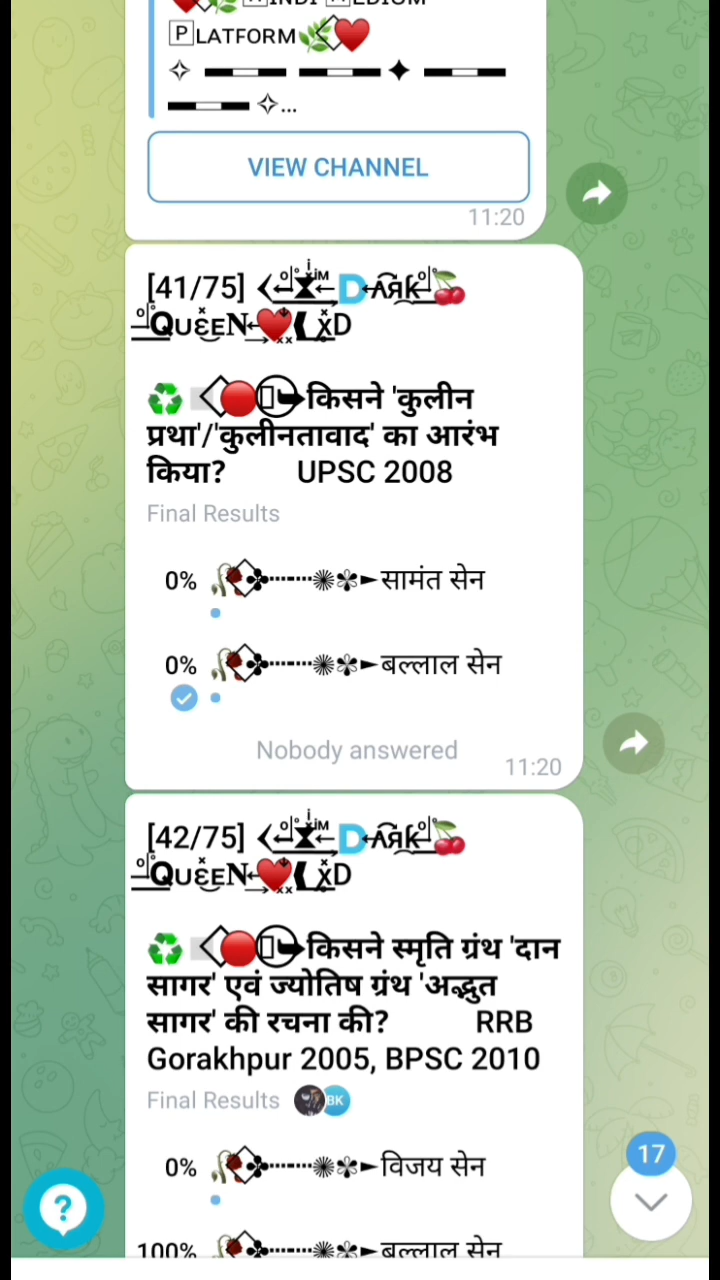 🄷INDI 🄼EDIUM
🄿LATFORM🌿❤️
VIEW CHANNEL
11:20
[41/75]
QUEEN ❤️ XD
किसने 'कुलीन
प्रथा'/'कुलीनतावाद' का आरंभ
किया? UPSC 2008
Final Results
0% सामंत सेन
0% बल्लाल सेन
Nobody answered
11:20
[42/75]
QUEEN ❤️ XD
किसने स्मृति ग्रंथ 'दान
सागर' एवं ज्योतिष ग्रंथ 'अद्भुत
सागर' की रचना की? RRB
Gorakhpur 2005, BPSC 2010
Final Results BK
0% विजय सेन
17
?
100% बल्लाल सेन